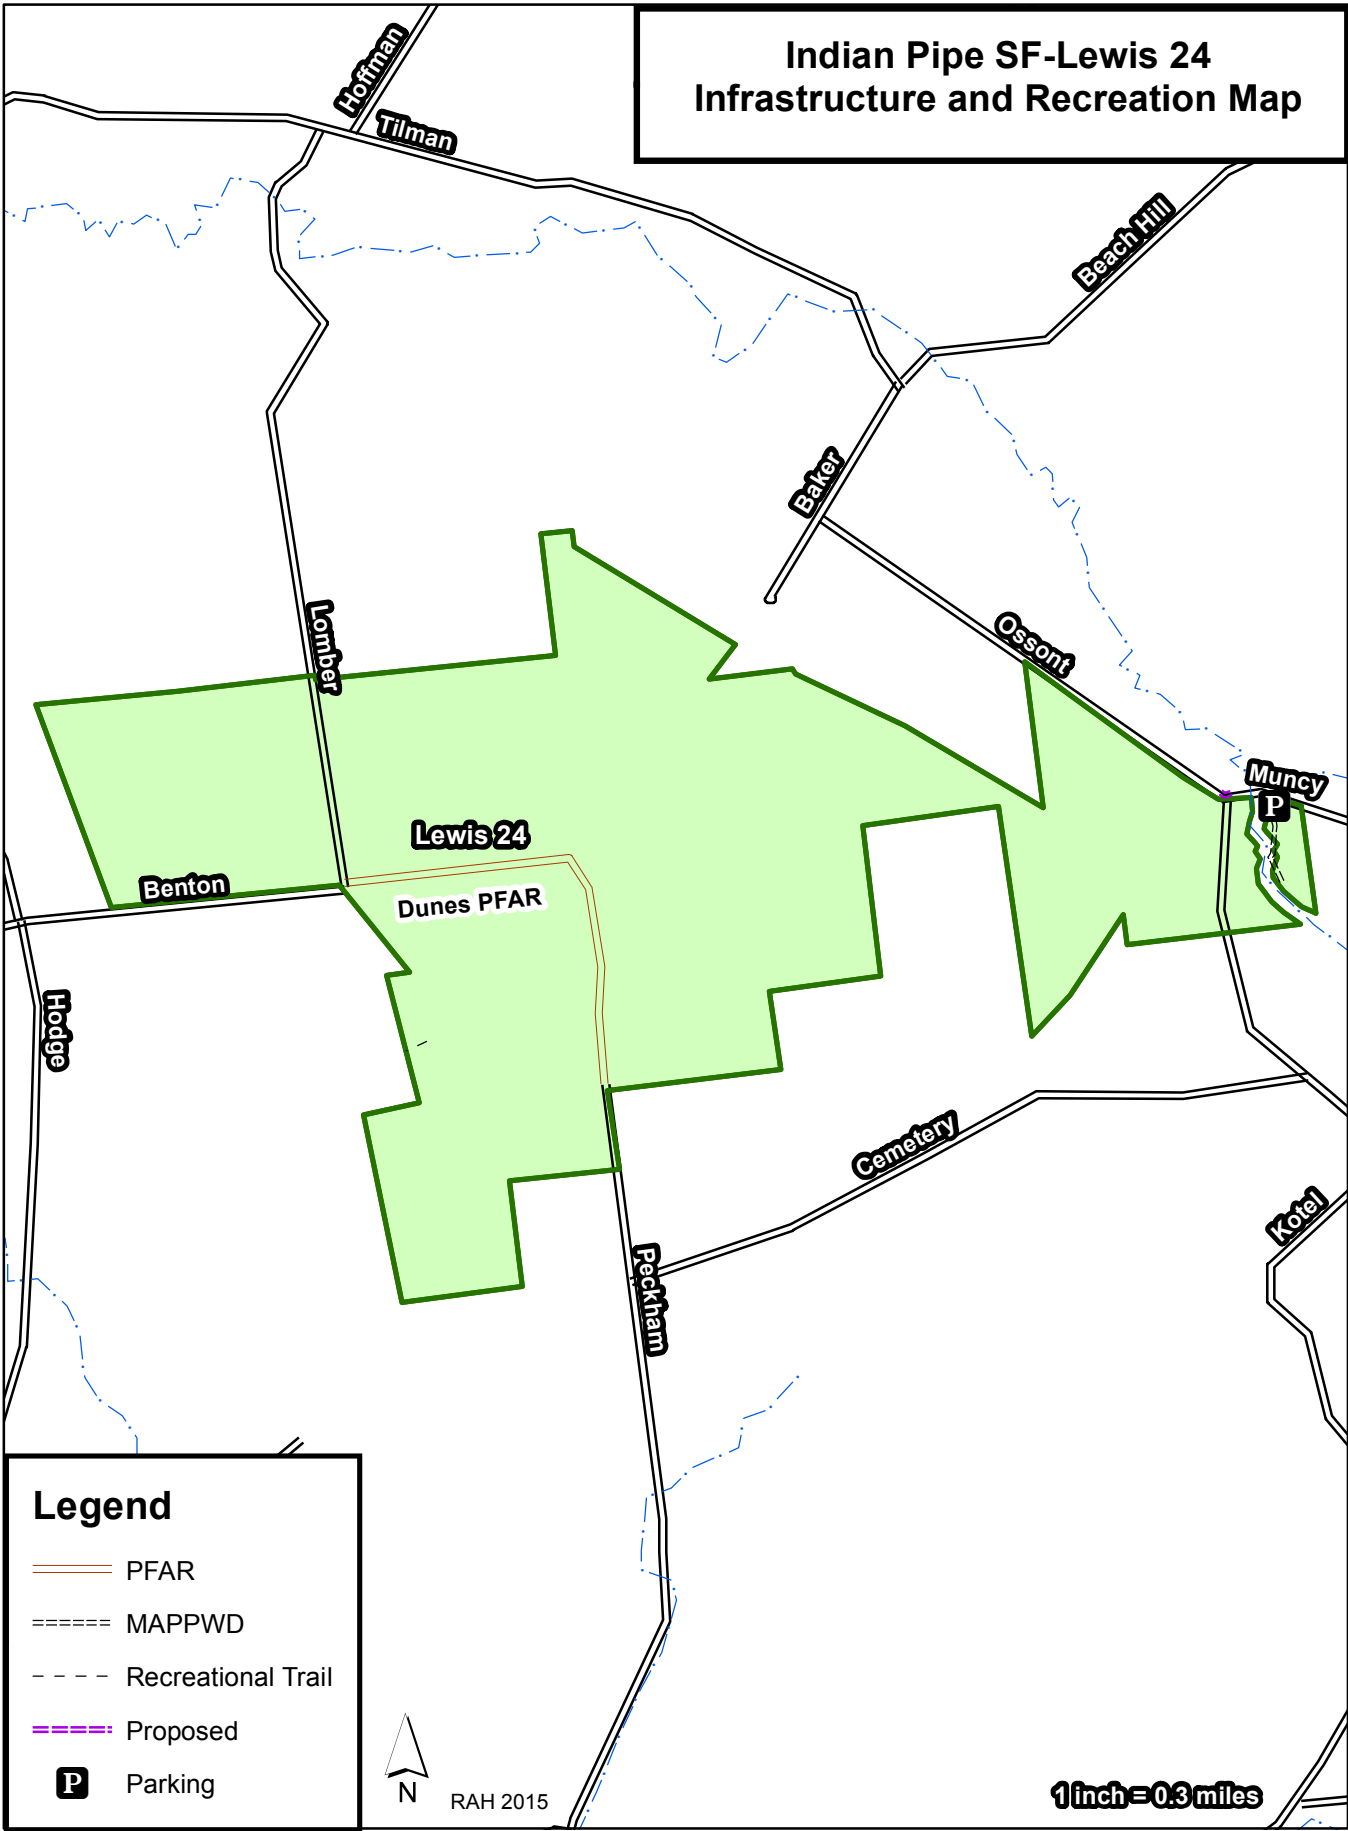 Indian Pipe SF-Lewis 24
Infrastructure and Recreation Map
Hoffman
Tilman
Beach Hill
Baker
Lomber
Ossont
Muncy
P
Lewis 24
Benton
Dunes PFAR
Hodge
Cemetery
Kotel
Peckham
Legend
PFAR
MAPPWD
Recreational Trail
Proposed
P Parking
N
RAH 2015
1 inch = 0.3 miles